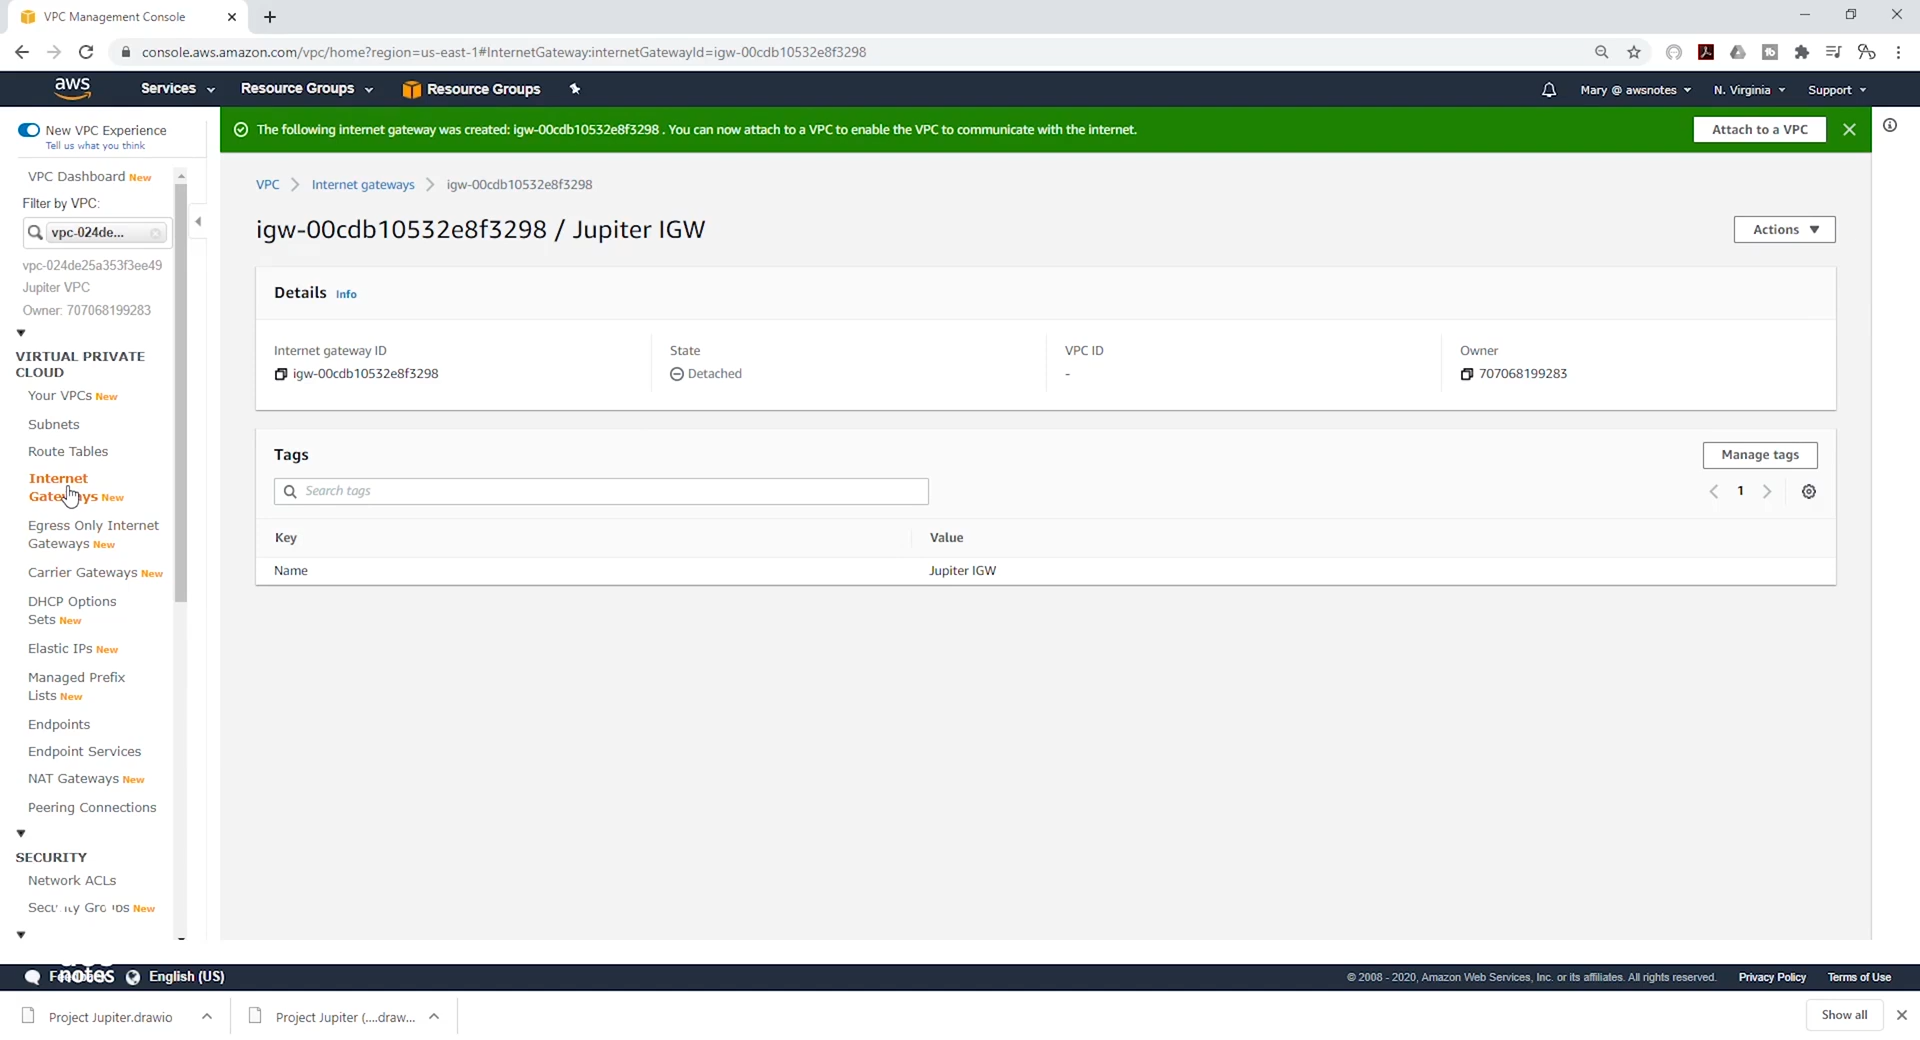 VPC Management Console
console.aws.amazon.com/vpc/home?region=us-east-1#InternetGateway:internetGatewayId=igw-00cdb10532e8f3298
aws
Services
Resource Groups
Resource Groups
Mary @ awsnotes
N. Virginia
Support
New VPC Experience
Tell us what you think
The following internet gateway was created: igw-00cdb10532e8f3298 . You can now attach to a VPC to enable the VPC to communicate with the internet.
Attach to a VPC
VPC Dashboard New
Filter by VPC:
vpc-024de...
vpc-024de25a353f3ee49
Jupiter VPC
Owner: 707068199283
VIRTUAL PRIVATE
CLOUD
Your VPCs New
Subnets
Route Tables
Internet
Gateways New
Egress Only Internet
Gateways New
Carrier Gateways New
DHCP Options
Sets New
Elastic IPs New
Managed Prefix
Lists New
Endpoints
Endpoint Services
NAT Gateways New
Peering Connections
SECURITY
Network ACLs
Security Groups New
VPC
Internet gateways
igw-00cdb10532e8f3298
igw-00cdb10532e8f3298 / Jupiter IGW
Actions
Details Info
Internet gateway ID
igw-00cdb10532e8f3298
State
Detached
VPC ID
-
Owner
707068199283
Tags
Manage tags
Search tags
1
Key
Value
Name
Jupiter IGW
notes
English (US)
© 2008 - 2020, Amazon Web Services, Inc. or its affiliates. All rights reserved.
Privacy Policy
Terms of Use
Project Jupiter.drawio
Project Jupiter (....draw...
Show all